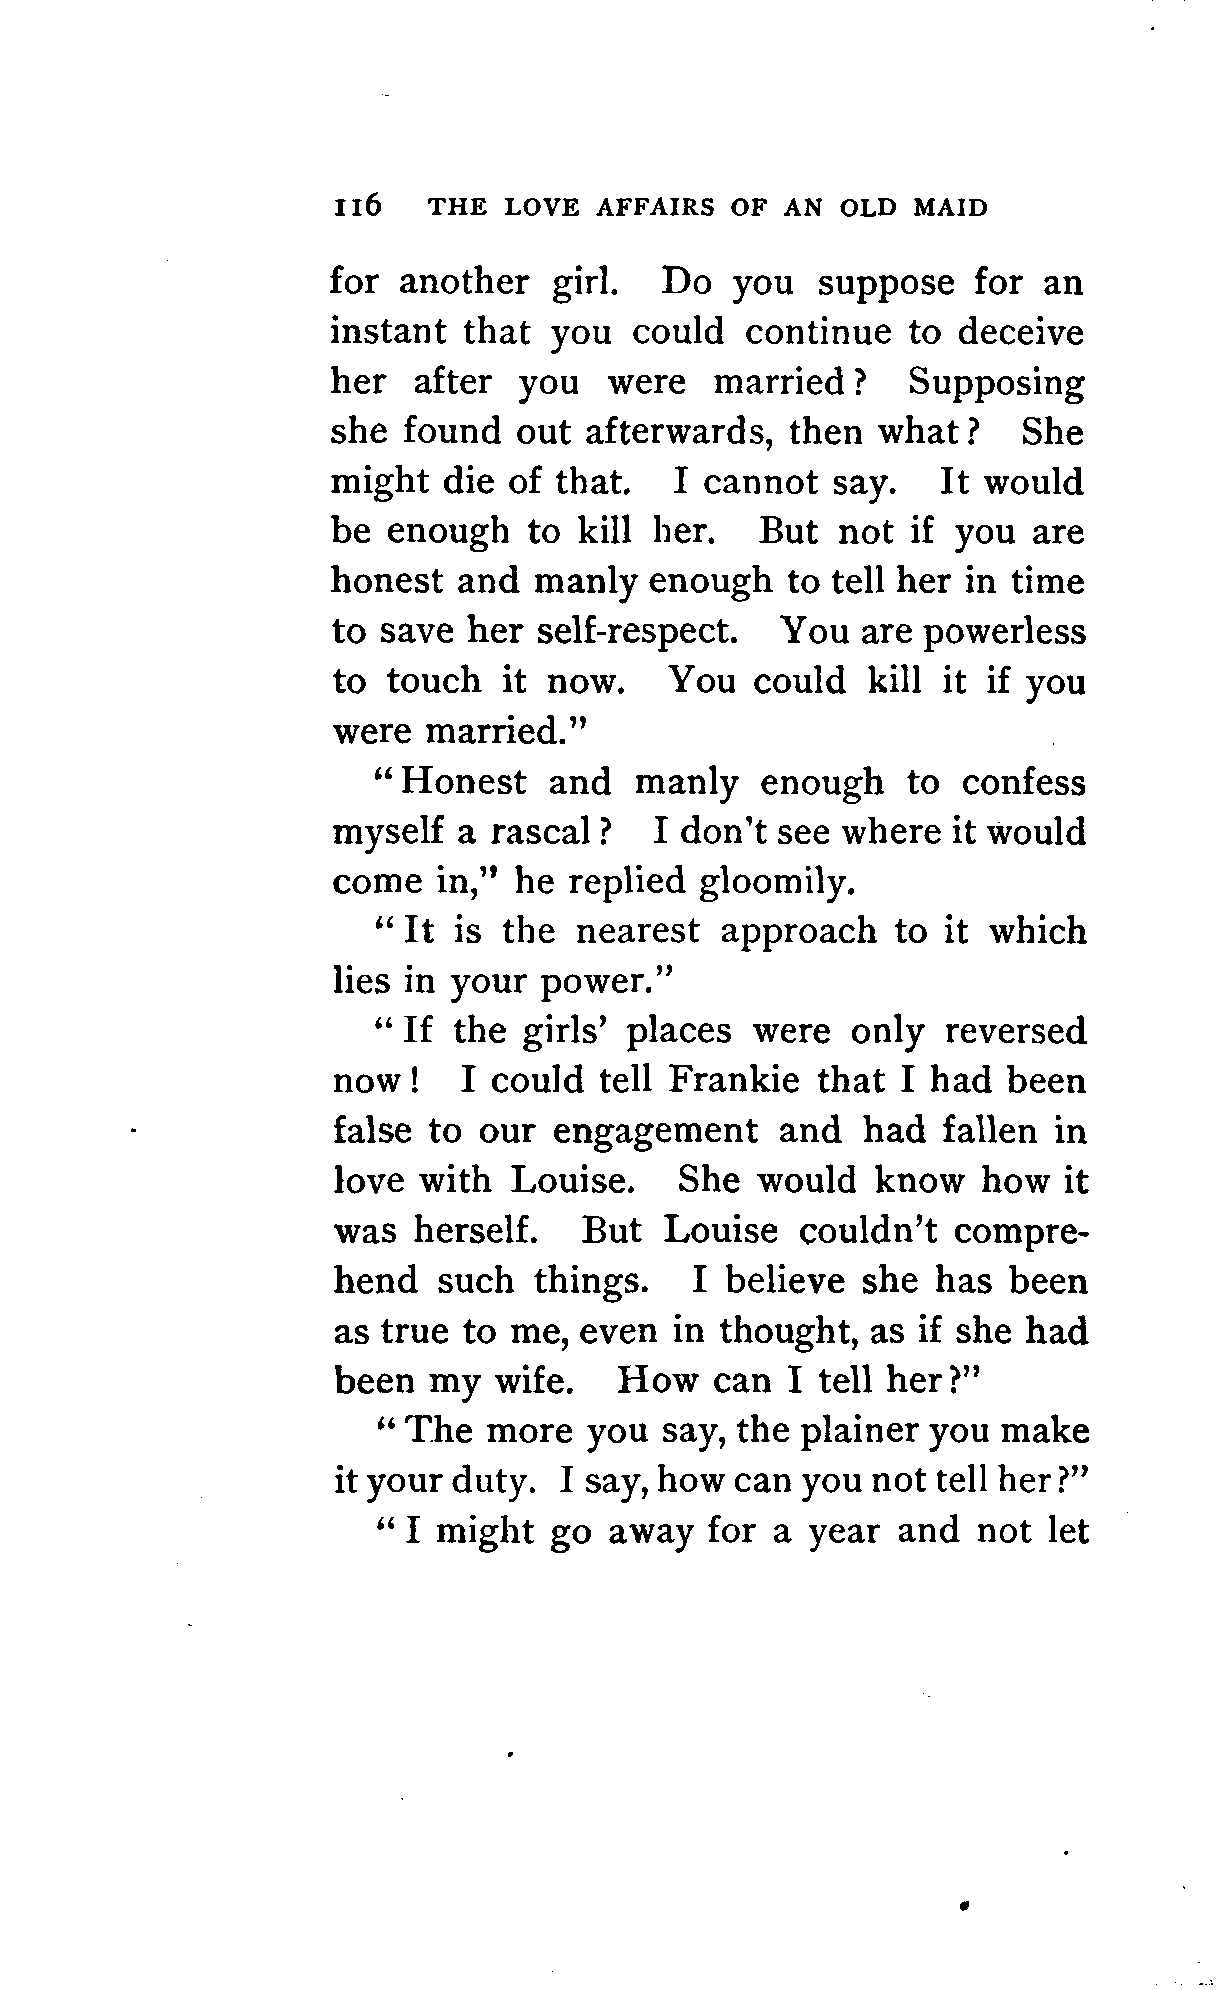 116 THE LOVE AFFAIRS OF AN OLD MAID
for another girl. Do you suppose for an
instant that you could continue to deceive
her after you were married? Supposing
she found out afterwards, then what? She
might die of that. I cannot say. It would
be enough to kill her. But not if you are
honest and manly enough to tell her in time
to save her self-respect. You are powerless
to touch it now. You could kill it if you
were married."
"Honest and manly enough to confess
myself a rascal? I don't see where it would
come in," he replied gloomily.
"It is the nearest approach to it which
lies in your power."
"If the girls' places were only reversed
now! I could tell Frankie that I had been
false to our engagement and had fallen in
love with Louise. She would know how it
was herself. But Louise couldn't compre-
hend such things. I believe she has been
as true to me, even in thought, as if she had
been my wife. How can I tell her?"
"The more you say, the plainer you make
it your duty. I say, how can you not tell her?"
"I might go away for a year and not let